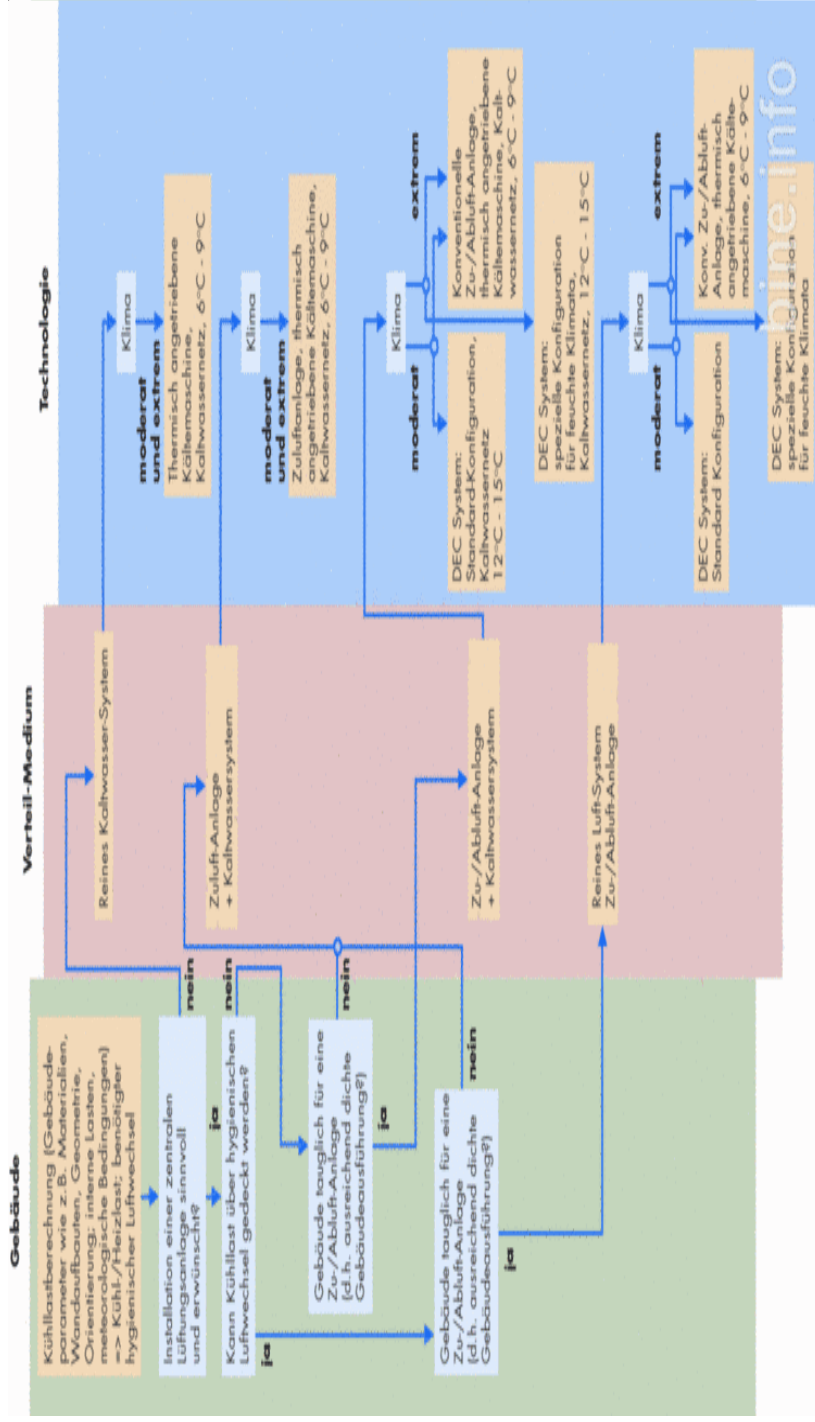 Gebäude
Verteil-Medium
Technologie
Kühllastberechnung (Gebäude-
parameter wie z.B. Materialien,
Wandaufbauten, Geometrie,
Orientierung; interne Lasten,
meteorologische Bedingungen)
=> Kühl-/Heizlast; benötigter
hygienischer Luftwechsel
Installation einer zentralen
Lüftungsanlage sinnvoll
und erwünscht?
nein
ja
Kann Kühllast über hygienischen
Luftwechsel gedeckt werden?
nein
ja
Gebäude tauglich für eine
Zu-/Abluft-Anlage
(d.h. ausreichend dichte
Gebäudeausführung?)
nein
ja
Gebäude tauglich für eine
Zu-/Abluft-Anlage
(d.h. ausreichend dichte
Gebäudeausführung?)
nein
ja
Reines Kaltwasser-System
Zuluft-Anlage
+ Kaltwassersystem
Zu-/Abluft-Anlage
+ Kaltwassersystem
Reines Luft-System
Zu-/Abluft-Anlage
Klima
moderat
und extrem
Thermisch angetriebene
Kältemaschine,
Kaltwassernetz, 6°C - 9°C
Klima
moderat
und extrem
Zuluftanlage, thermisch
angetriebene Kältemaschine,
Kaltwassernetz, 6°C - 9°C
Klima
moderat
extrem
DEC System:
Standard-Konfiguration,
Kaltwassernetz
12°C - 15°C
Konventionelle
Zu-/Abluft-Anlage,
thermisch angetriebene
Kältemaschine, Kalt-
wassernetz, 6°C - 9°C
DEC System:
spezielle Konfiguration
für feuchte Klimata,
Kaltwassernetz, 12°C - 15°C
Klima
moderat
extrem
DEC System:
Standard Konfiguration
Konv. Zu-/Abluft-
Anlage, thermisch
angetriebene Kälte-
maschine, 6°C - 9°C
DEC System:
spezielle Konfiguration
für feuchte Klimata
bine.info